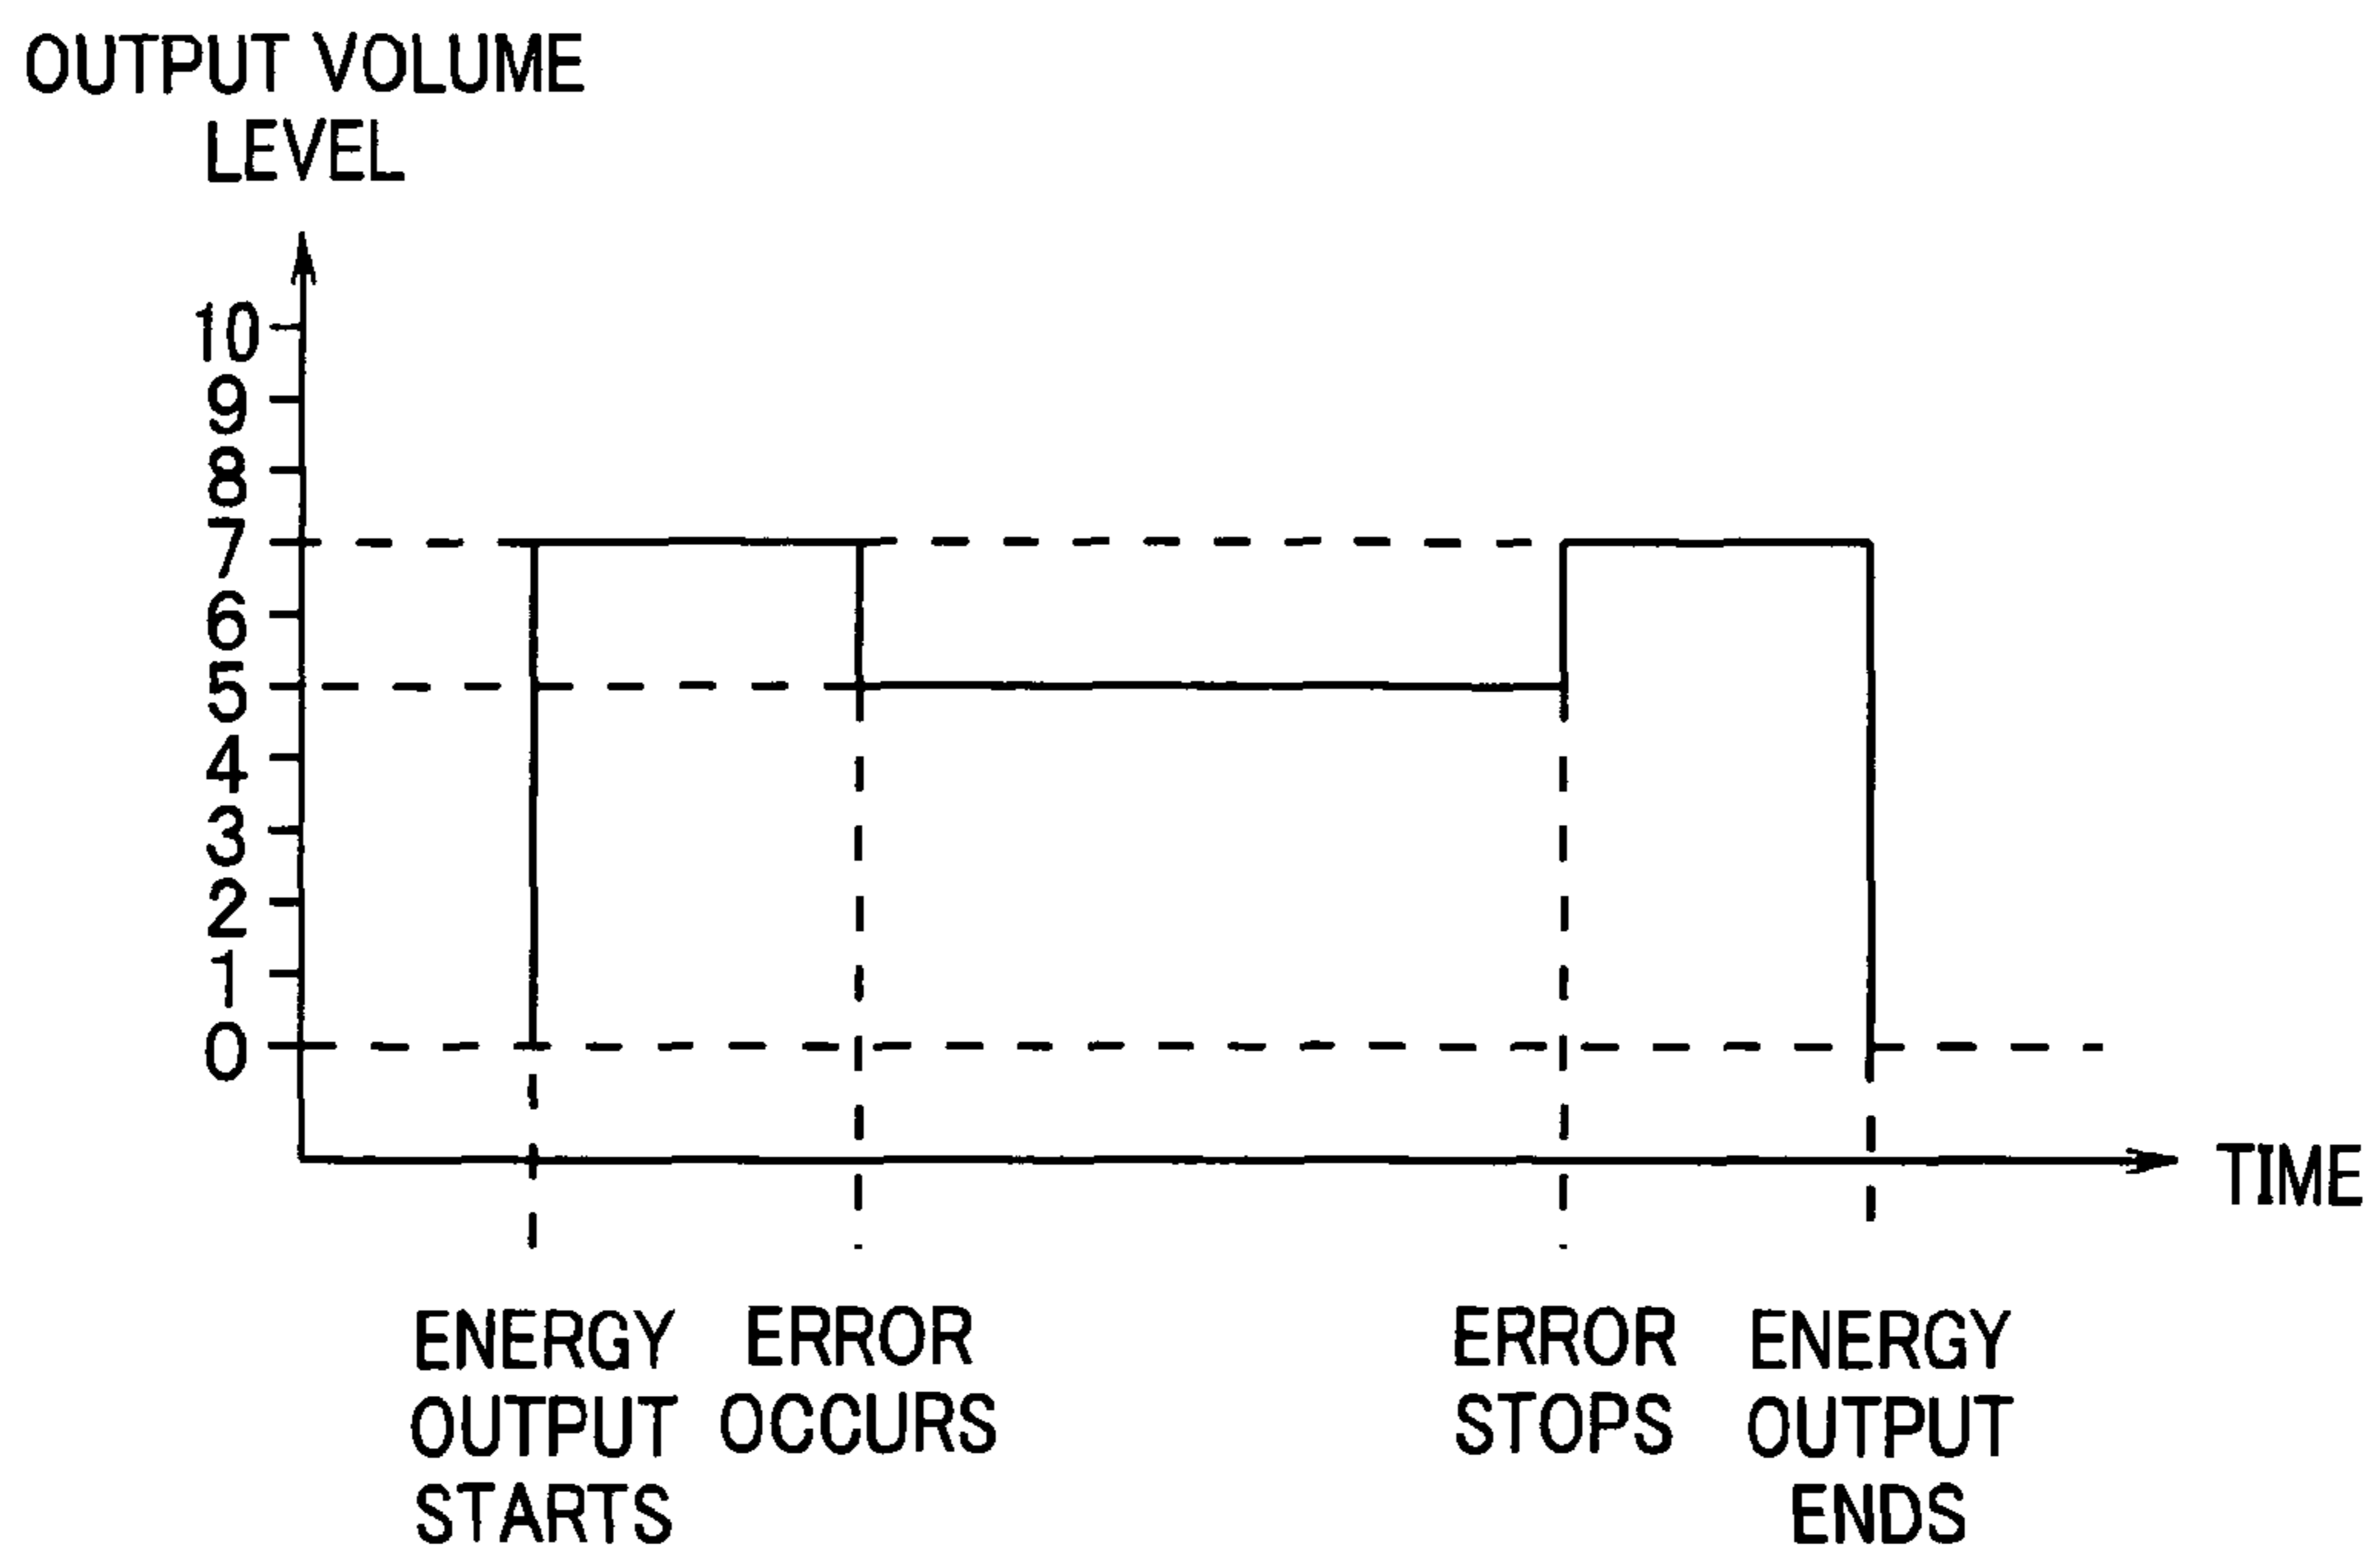 OUTPUT VOLUME
LEVEL
10
9
8
7
6
5
4
3
2
1
0
TIME
ENERGY
OUTPUT
STARTS
ERROR
OCCURS
ERROR
STOPS
ENERGY
OUTPUT
ENDS